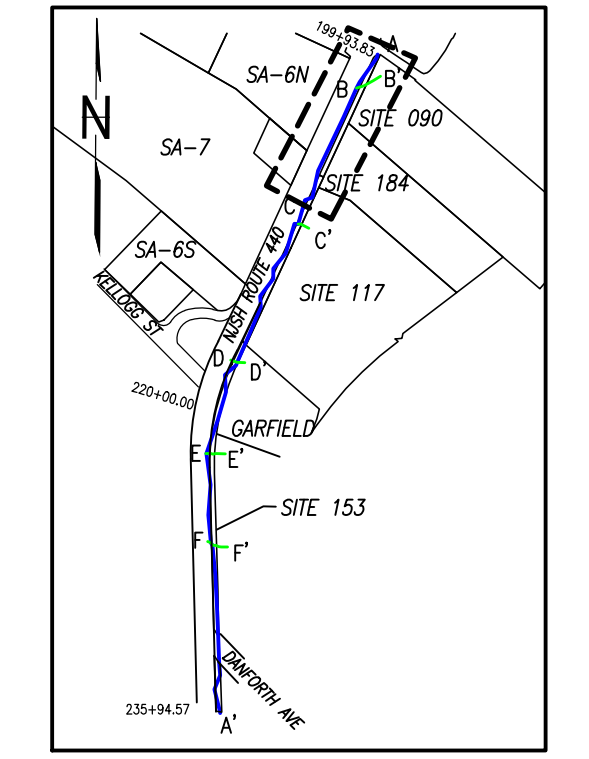 199+93.83
A
SA-6N
B
B'
N
SITE 090
SA-7
SITE 184
C
C'
SA-6S
NJSH ROUTE 440
KELLOGG ST
SITE 117
D
D'
220+00.00
GARFIELD
E
E'
SITE 153
F
F'
DANFORTH AVE
235+94.57
A'